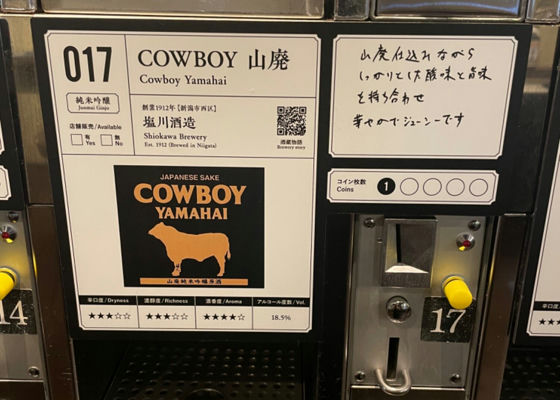 017
純米吟醸
Junmai Ginjo
店舗販売/Available
有
Yes
無
No
COWBOY 山廃
Cowboy Yamahai
創業1912年【新潟市西区】
塩川酒造
Shiokawa Brewery
Est. 1912 (Brewed in Niigata)
酒蔵物語
Brewery story
JAPANESE SAKE
COWBOY
YAMAHAI
山廃純米吟醸原酒
辛口度/Dryness
濃醇度/Richness
酒香度/Aroma
アルコール度数/Vol.
★★★☆☆
★★★☆☆
★★★★☆
18.5%
山廃仕込みながら
しっかりとした酸味と旨味
を持ち合わせ
華やかでジューシーです
コイン枚数
Coins
1
14
17